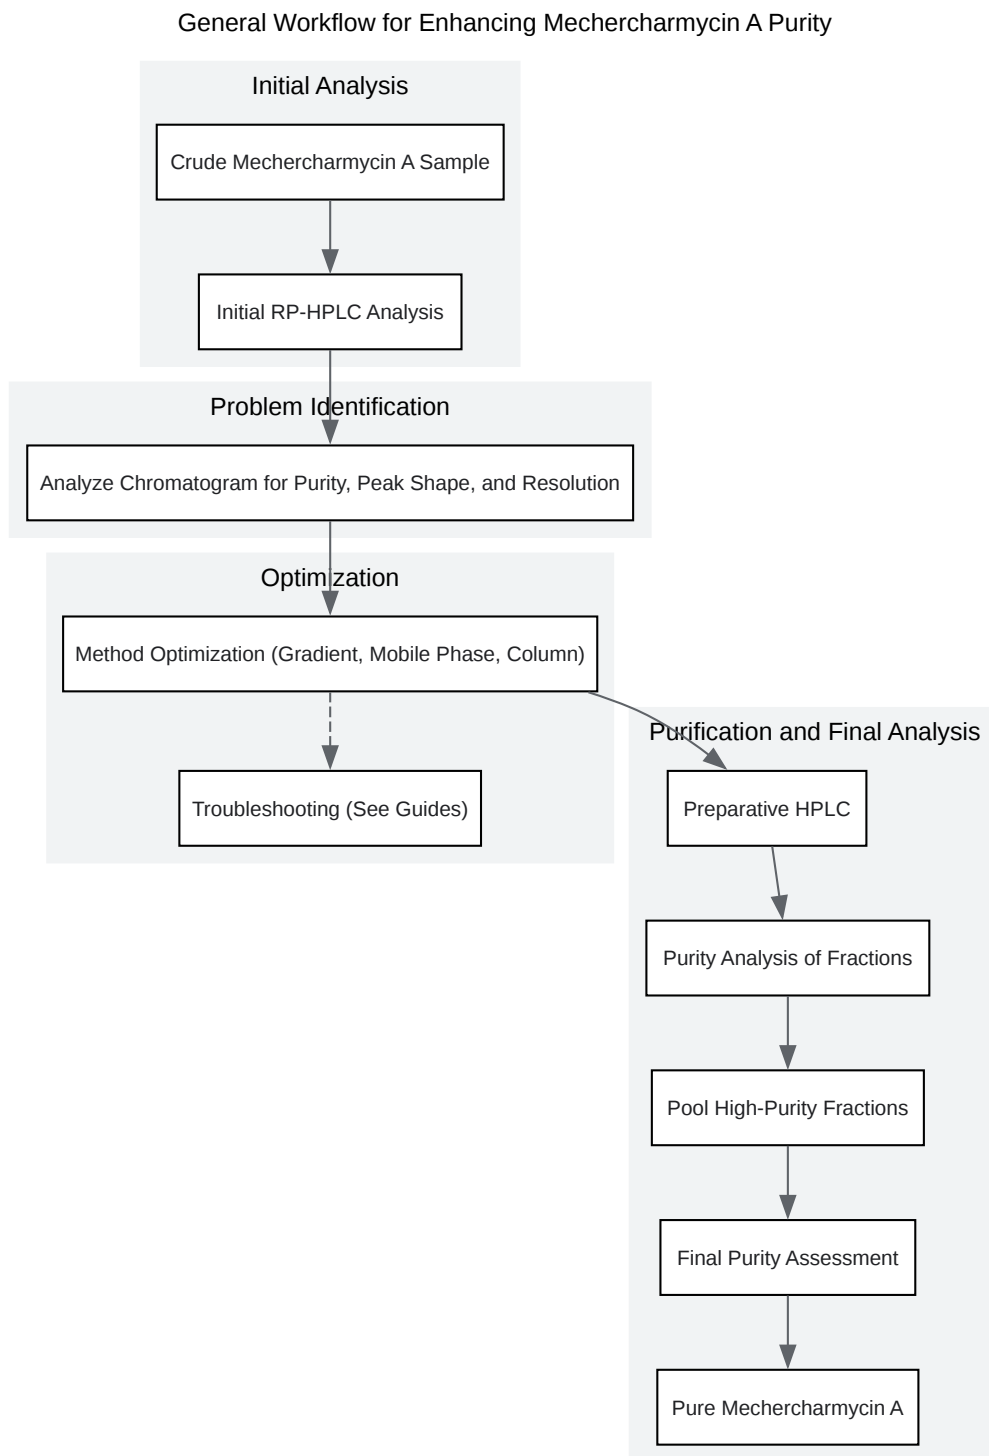 General Workflow for Enhancing Mechercharmycin A Purity
Initial Analysis
Crude Mechercharmycin A Sample
Initial RP-HPLC Analysis
Problem Identification
Analyze Chromatogram for Purity, Peak Shape, and Resolution
Optimization
Method Optimization (Gradient, Mobile Phase, Column)
Troubleshooting (See Guides)
Purification and Final Analysis
Preparative HPLC
Purity Analysis of Fractions
Pool High-Purity Fractions
Final Purity Assessment
Pure Mechercharmycin A